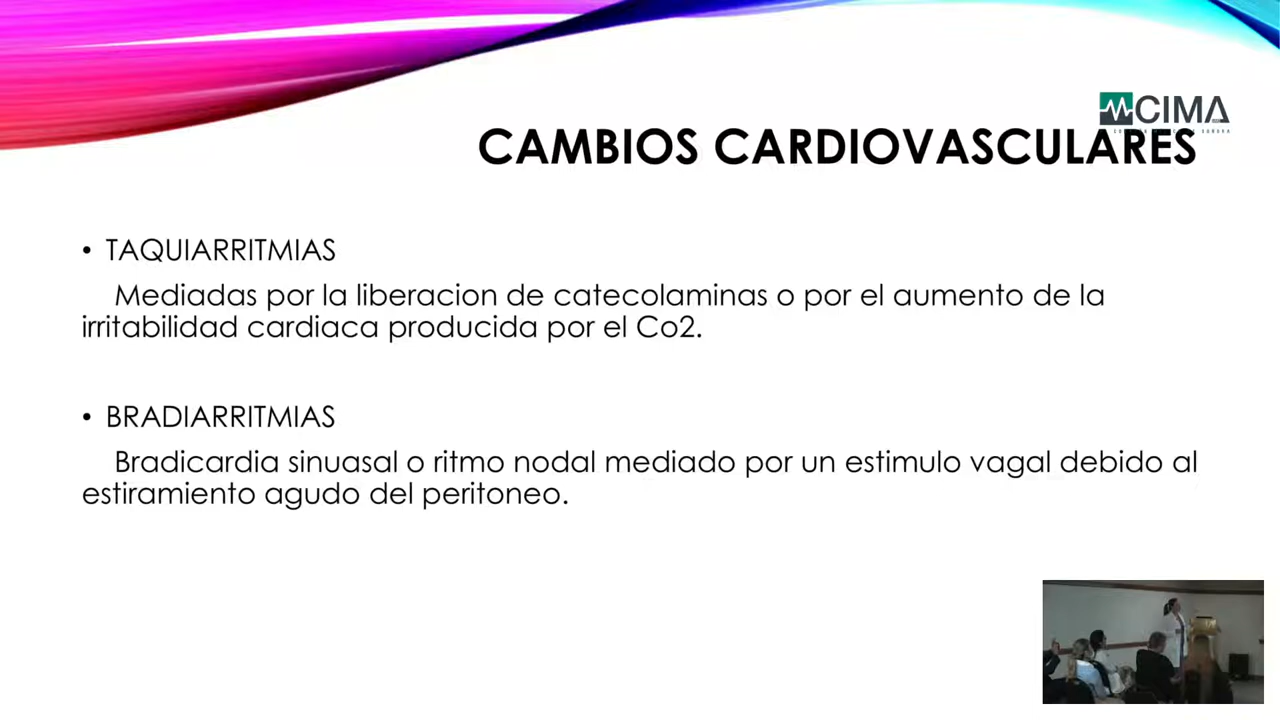 CIMA
CAMBIOS CARDIOVASCULARES
• TAQUIARRITMIAS
Mediadas por la liberacion de catecolaminas o por el aumento de la
irritabilidad cardiaca producida por el Co2.
• BRADIARRITMIAS
Bradicardia sinuasal o ritmo nodal mediado por un estimulo vagal debido al
estiramiento agudo del peritoneo.